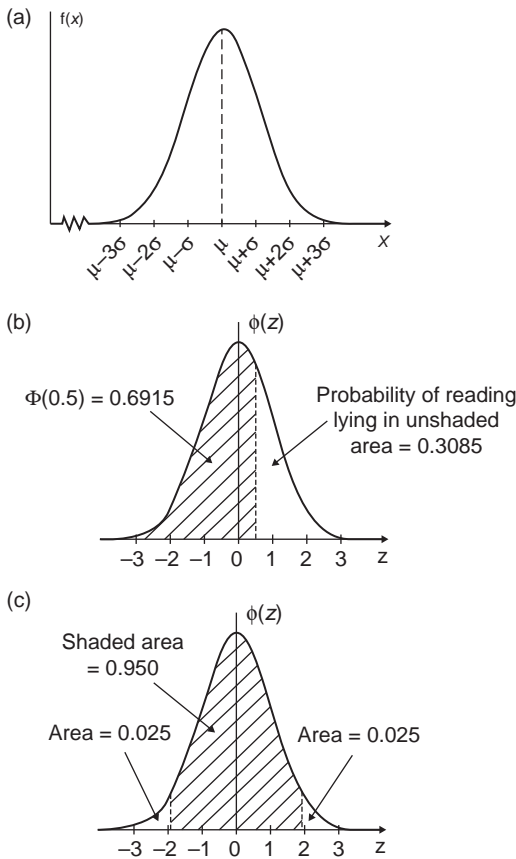 (a)
f(x)
μ–3σ
μ–2σ
μ–σ
μ
μ+σ
μ+2σ
μ+3σ
x
(b)
ϕ(z)
Φ(0.5) = 0.6915
Probability of reading
lying in unshaded
area = 0.3085
–3 –2 –1 0 1 2 3 z
(c)
ϕ(z)
Shaded area
= 0.950
Area = 0.025
Area = 0.025
–3 –2 –1 0 1 2 3 z